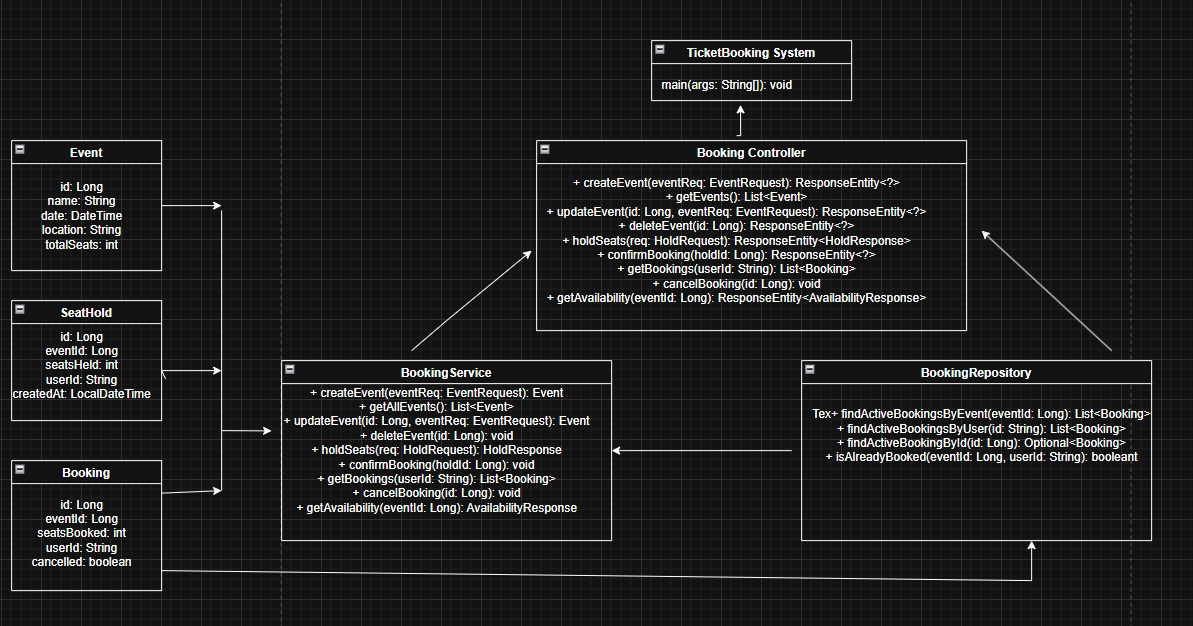 TicketBooking System
main(args: String[]): void
Event
id: Long
name: String
date: DateTime
location: String
totalSeats: int
Booking Controller
+ createEvent(eventReq: EventRequest): ResponseEntity<?>
+ getEvents(): List<Event>
+ updateEvent(id: Long, eventReq: EventRequest): ResponseEntity<?>
+ deleteEvent(id: Long): ResponseEntity<?>
+ holdSeats(req: HoldRequest): ResponseEntity<HoldResponse>
+ confirmBooking(holdId: Long): ResponseEntity<?>
+ getBookings(userId: String): List<Booking>
+ cancelBooking(id: Long): void
+ getAvailability(eventId: Long): ResponseEntity<AvailabilityResponse>
SeatHold
id: Long
eventId: Long
seatsHeld: int
userId: String
createdAt: LocalDateTime
BookingService
+ createEvent(eventReq: EventRequest): Event
+ getAllEvents(): List<Event>
+ updateEvent(id: Long, eventReq: EventRequest): Event
+ deleteEvent(id: Long): void
+ holdSeats(req: HoldRequest): HoldResponse
+ confirmBooking(holdId: Long): void
+ getBookings(userId: String): List<Booking>
+ cancelBooking(id: Long): void
+ getAvailability(eventId: Long): AvailabilityResponse
BookingRepository
Tex+ findActiveBookingsByEvent(eventId: Long): List<Booking>
+ findActiveBookingsByUser(id: String): List<Booking>
+ findActiveBookingById(id: Long): Optional<Booking>
+ isAlreadyBooked(eventId: Long, userId: String): booleant
Booking
id: Long
eventId: Long
seatsBooked: int
userId: String
cancelled: boolean